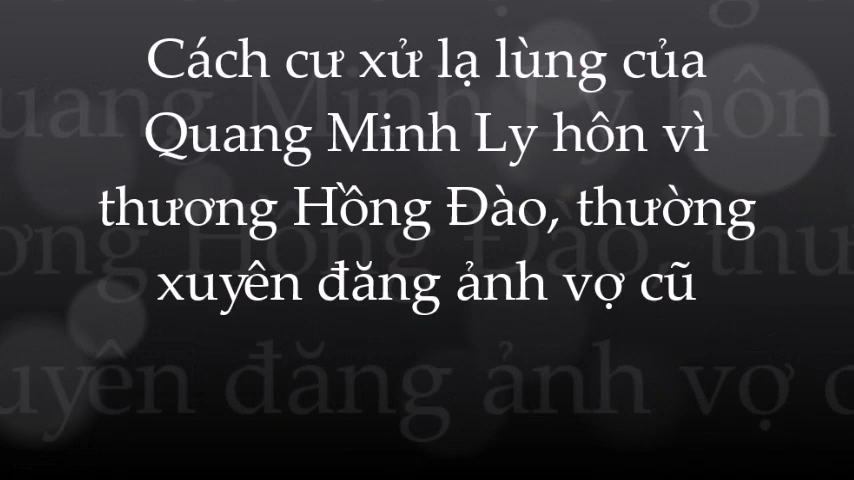 Cách cư xử lạ lùng của
Quang Minh Ly hôn vì
thương Hồng Đào, thường
xuyên đăng ảnh vợ cũ